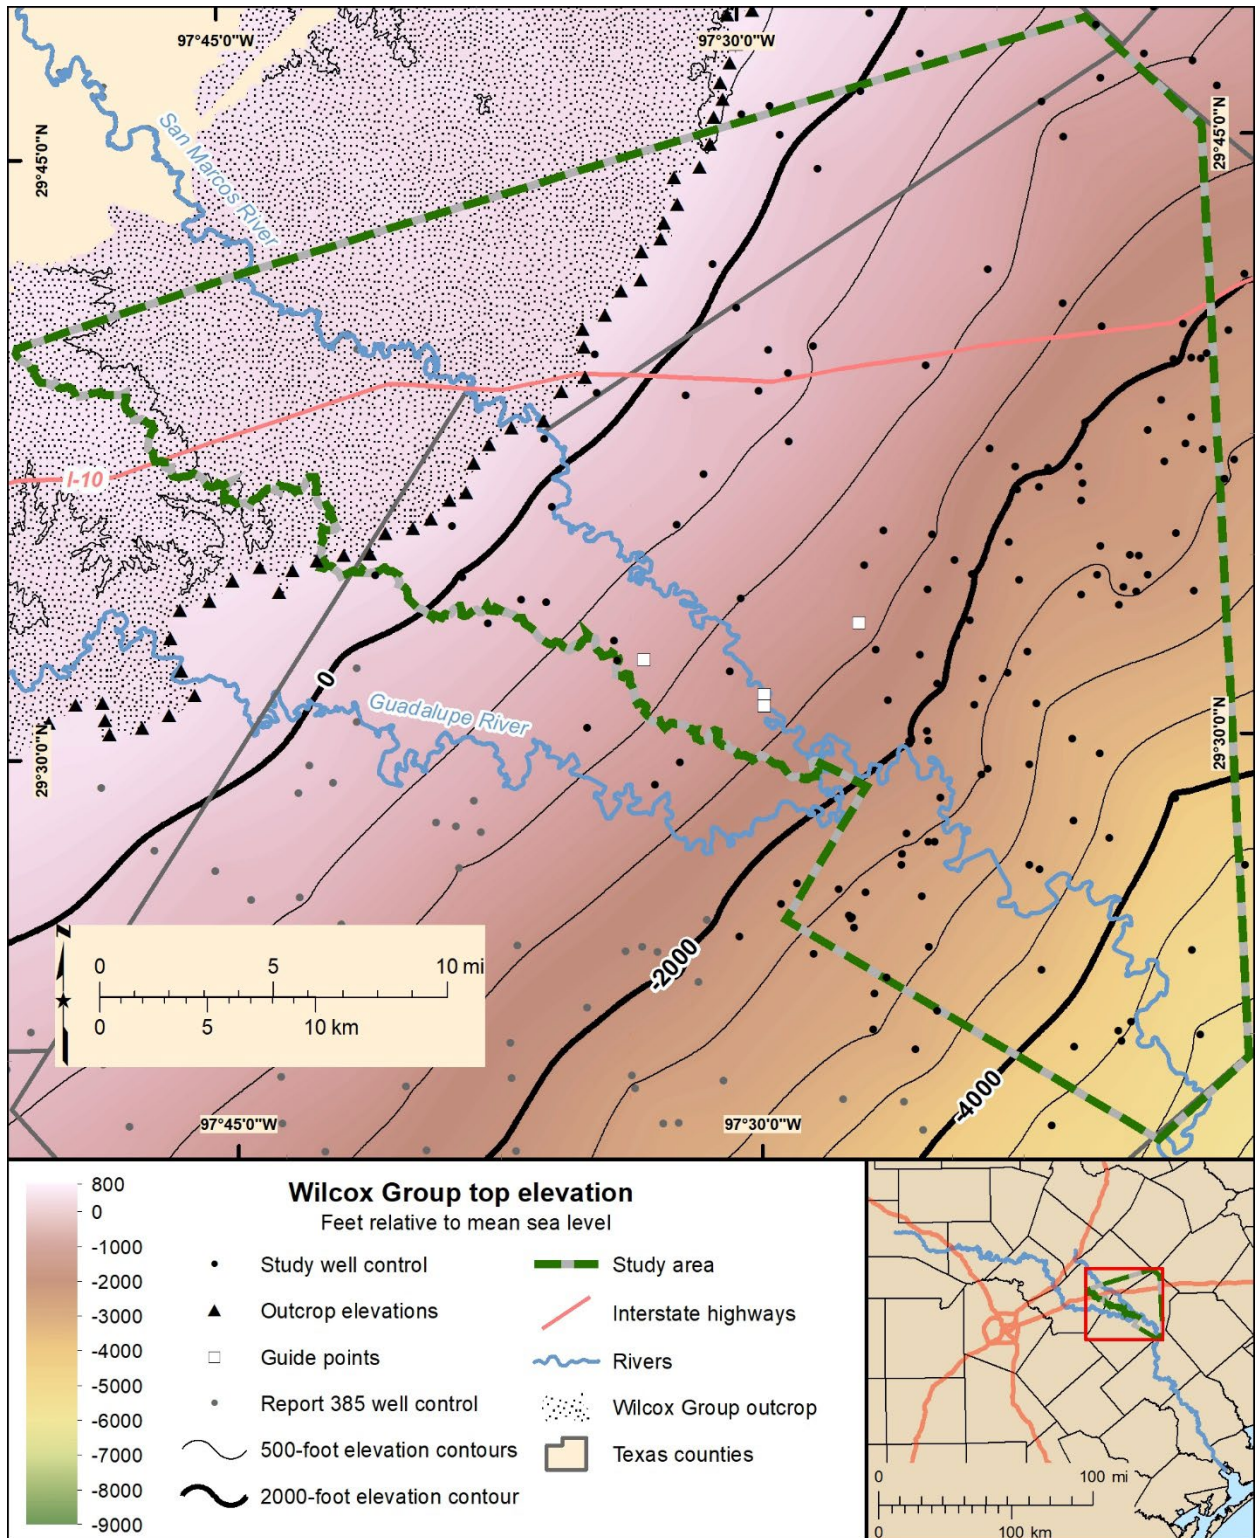 97°45'0"W
97°30'0"W
San Marcos River
29°45'0"N
29°45'0"N
I-10
0
Guadalupe River
29°30'0"N
29°30'0"N
-2000
-4000
0 5 10 mi
0 5 10 km
97°45'0"W
97°30'0"W
Wilcox Group top elevation
Feet relative to mean sea level
800
0
-1000
-2000
-3000
-4000
-5000
-6000
-7000
-8000
-9000
Study well control
Outcrop elevations
Guide points
Report 385 well control
500-foot elevation contours
2000-foot elevation contour
Study area
Interstate highways
Rivers
Wilcox Group outcrop
Texas counties
0 100 mi
0 100 km